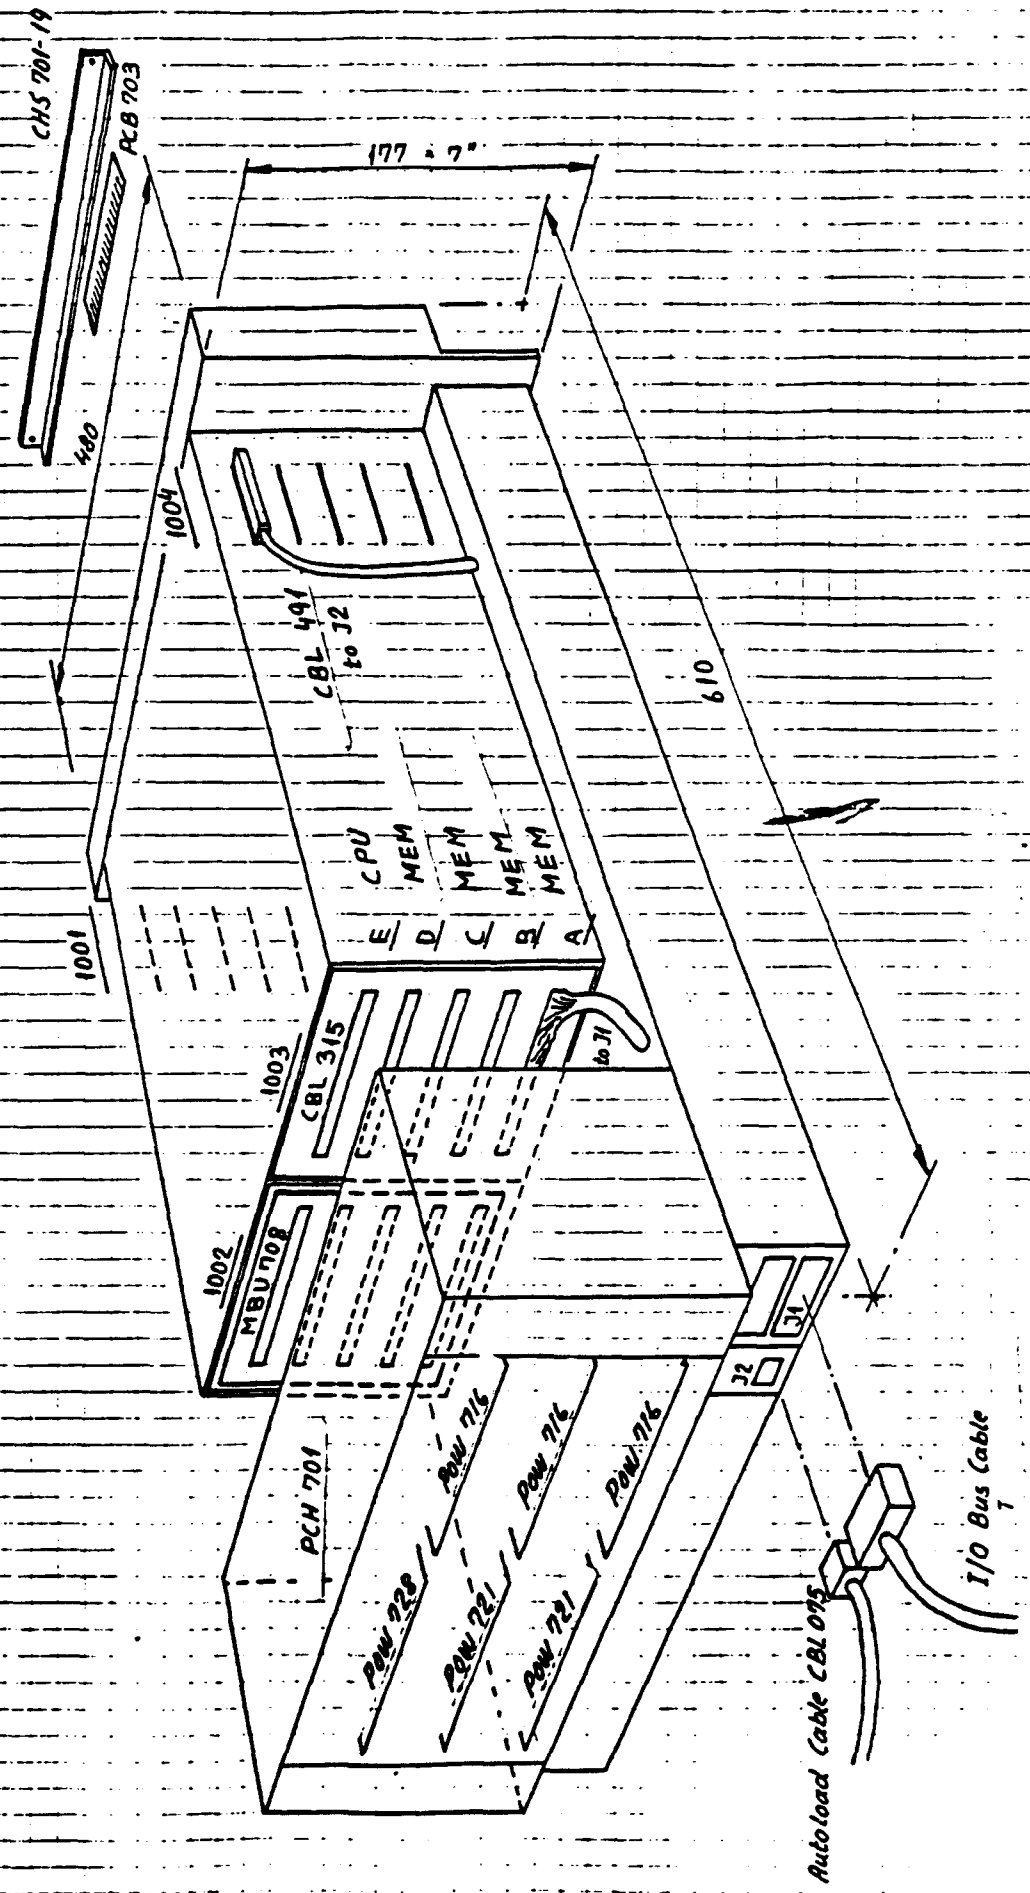 CHS 701-19
PCB 703
177 = 7"
480
1004
CBL 491
to J2
610
1001
1003
1002
CBL 315
MBU 708
E CPU
D MEM
C MEM
B MEM
A MEM
to J1
PCH 701
POW 716
POW 716
POW 716
POW 728
POW 721
POW 721
J2
J1
Autoload Cable CBL 075
I/O Bus Cable